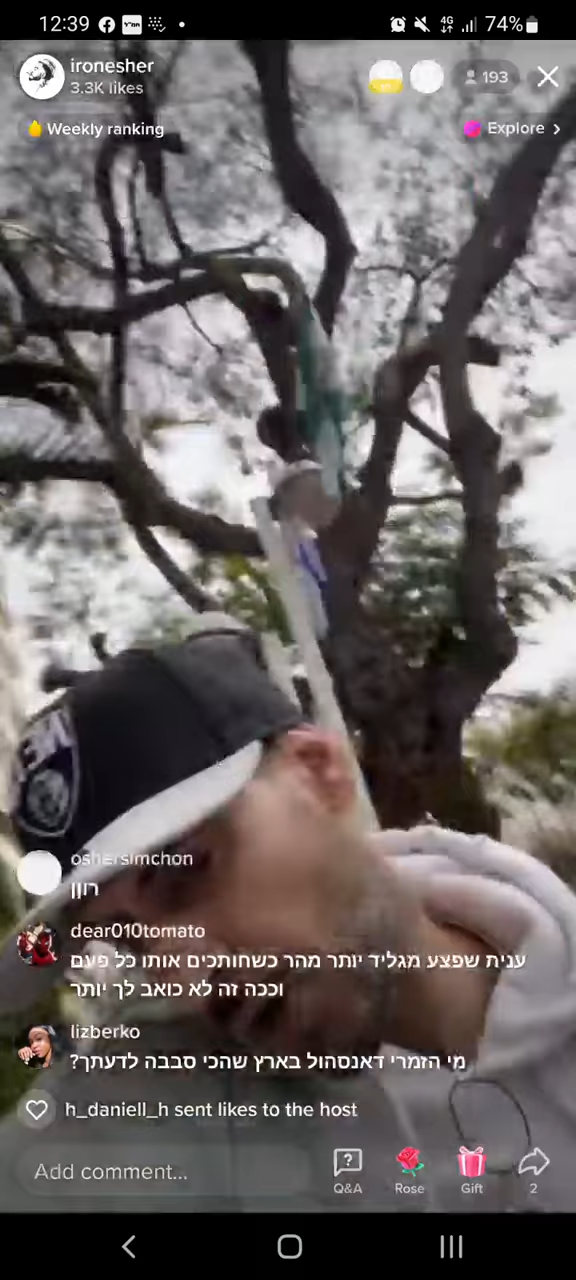 12:39
4G
74%
ironesher
3.3K likes
193
Weekly ranking
Explore >
oshersimchon
רווןן
dear010tomato
ענית שפצע מגליד יותר מהר כשחותכים אותו כל פעם
וככה זה לא כואב לך יותר
lizberko
מי הזמרי דאנסהול בארץ שהכי סבבה לדעתך?
h_daniell_h sent likes to the host
Add comment...
Q&A
Rose
Gift
2